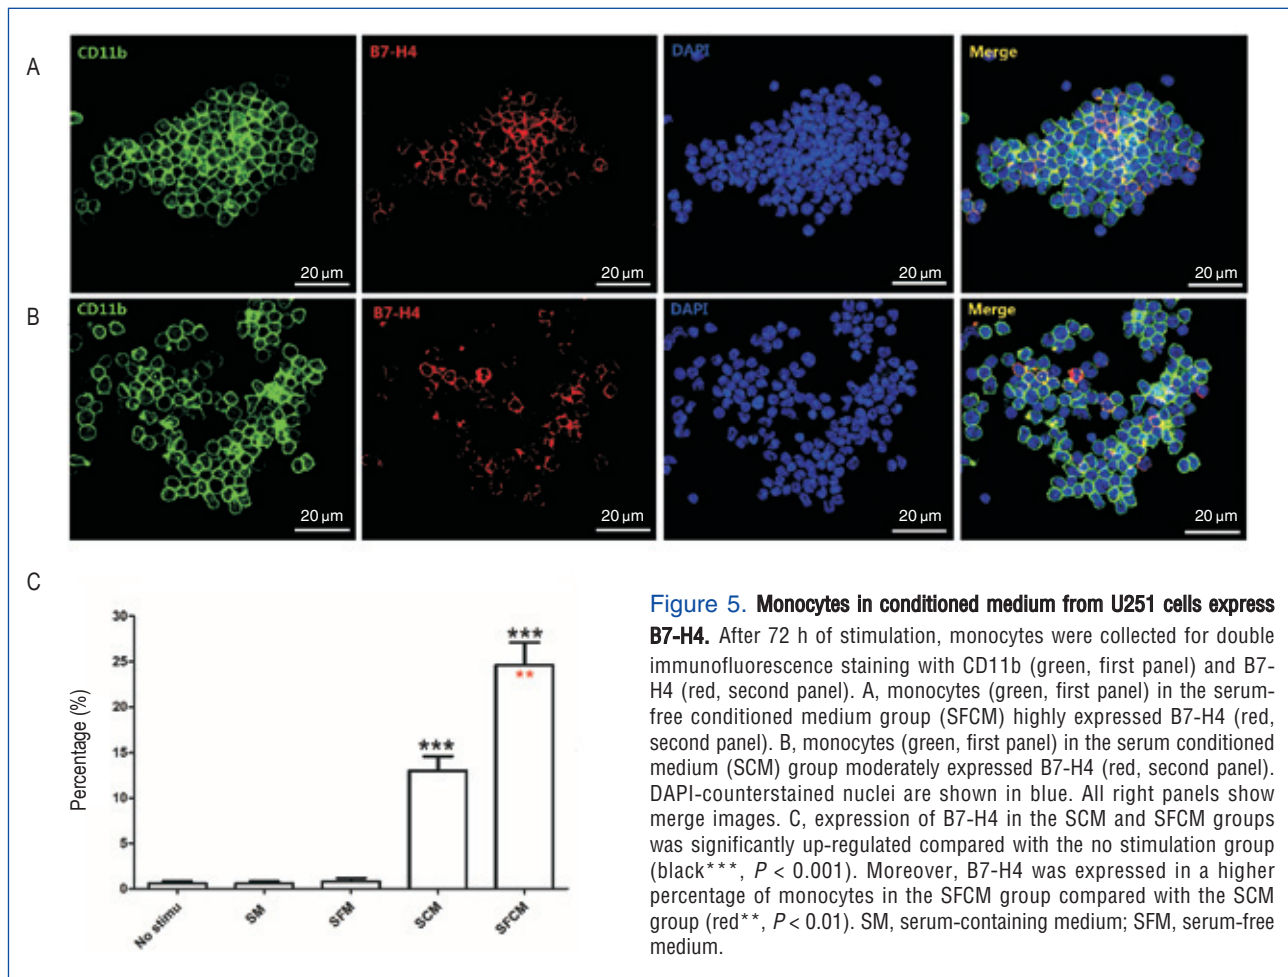 A
CD11b
B7-H4
DAPI
Merge
20 µm
20 µm
20 µm
20 µm
B
CD11b
B7-H4
DAPI
Merge
20 µm
20 µm
20 µm
20 µm
C
Percentage (%)
30
25
20
15
10
5
0
***
***
**
No stimu
SM
SFM
SCM
SFCM
Figure 5. Monocytes in conditioned medium from U251 cells express
B7-H4. After 72 h of stimulation, monocytes were collected for double
immunofluorescence staining with CD11b (green, first panel) and B7-
H4 (red, second panel). A, monocytes (green, first panel) in the serum-
free conditioned medium group (SFCM) highly expressed B7-H4 (red,
second panel). B, monocytes (green, first panel) in the serum conditioned
medium (SCM) group moderately expressed B7-H4 (red, second panel).
DAPI-counterstained nuclei are shown in blue. All right panels show
merge images. C, expression of B7-H4 in the SCM and SFCM groups
was significantly up-regulated compared with the no stimulation group
(black***, P < 0.001). Moreover, B7-H4 was expressed in a higher
percentage of monocytes in the SFCM group compared with the SCM
group (red**, P < 0.01). SM, serum-containing medium; SFM, serum-free
medium.